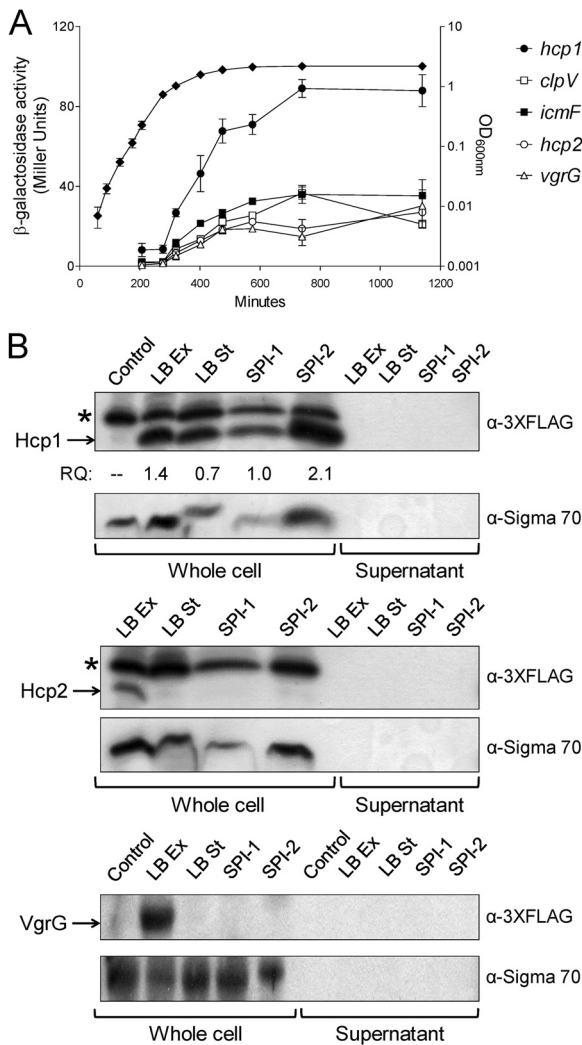 A
β-galactosidase activity
(Miller Units)
120
80
40
0
0 200 400 600 800 1000 1200
Minutes
10
1
0.1
0.01
0.001
OD600nm
hcp1
clpV
icmF
hcp2
vgrG
B
Control LB Ex LB St SPI-1 SPI-2 LB Ex LB St SPI-1 SPI-2
*
Hcp1
α-3XFLAG
RQ: -- 1.4 0.7 1.0 2.1
α-Sigma 70
Whole cell Supernatant
LB Ex LB St SPI-1 SPI-2 LB Ex LB St SPI-1 SPI-2
*
Hcp2
α-3XFLAG
α-Sigma 70
Whole cell Supernatant
Control LB Ex LB St SPI-1 SPI-2 Control LB Ex LB St SPI-1 SPI-2
VgrG
α-3XFLAG
α-Sigma 70
Whole cell Supernatant